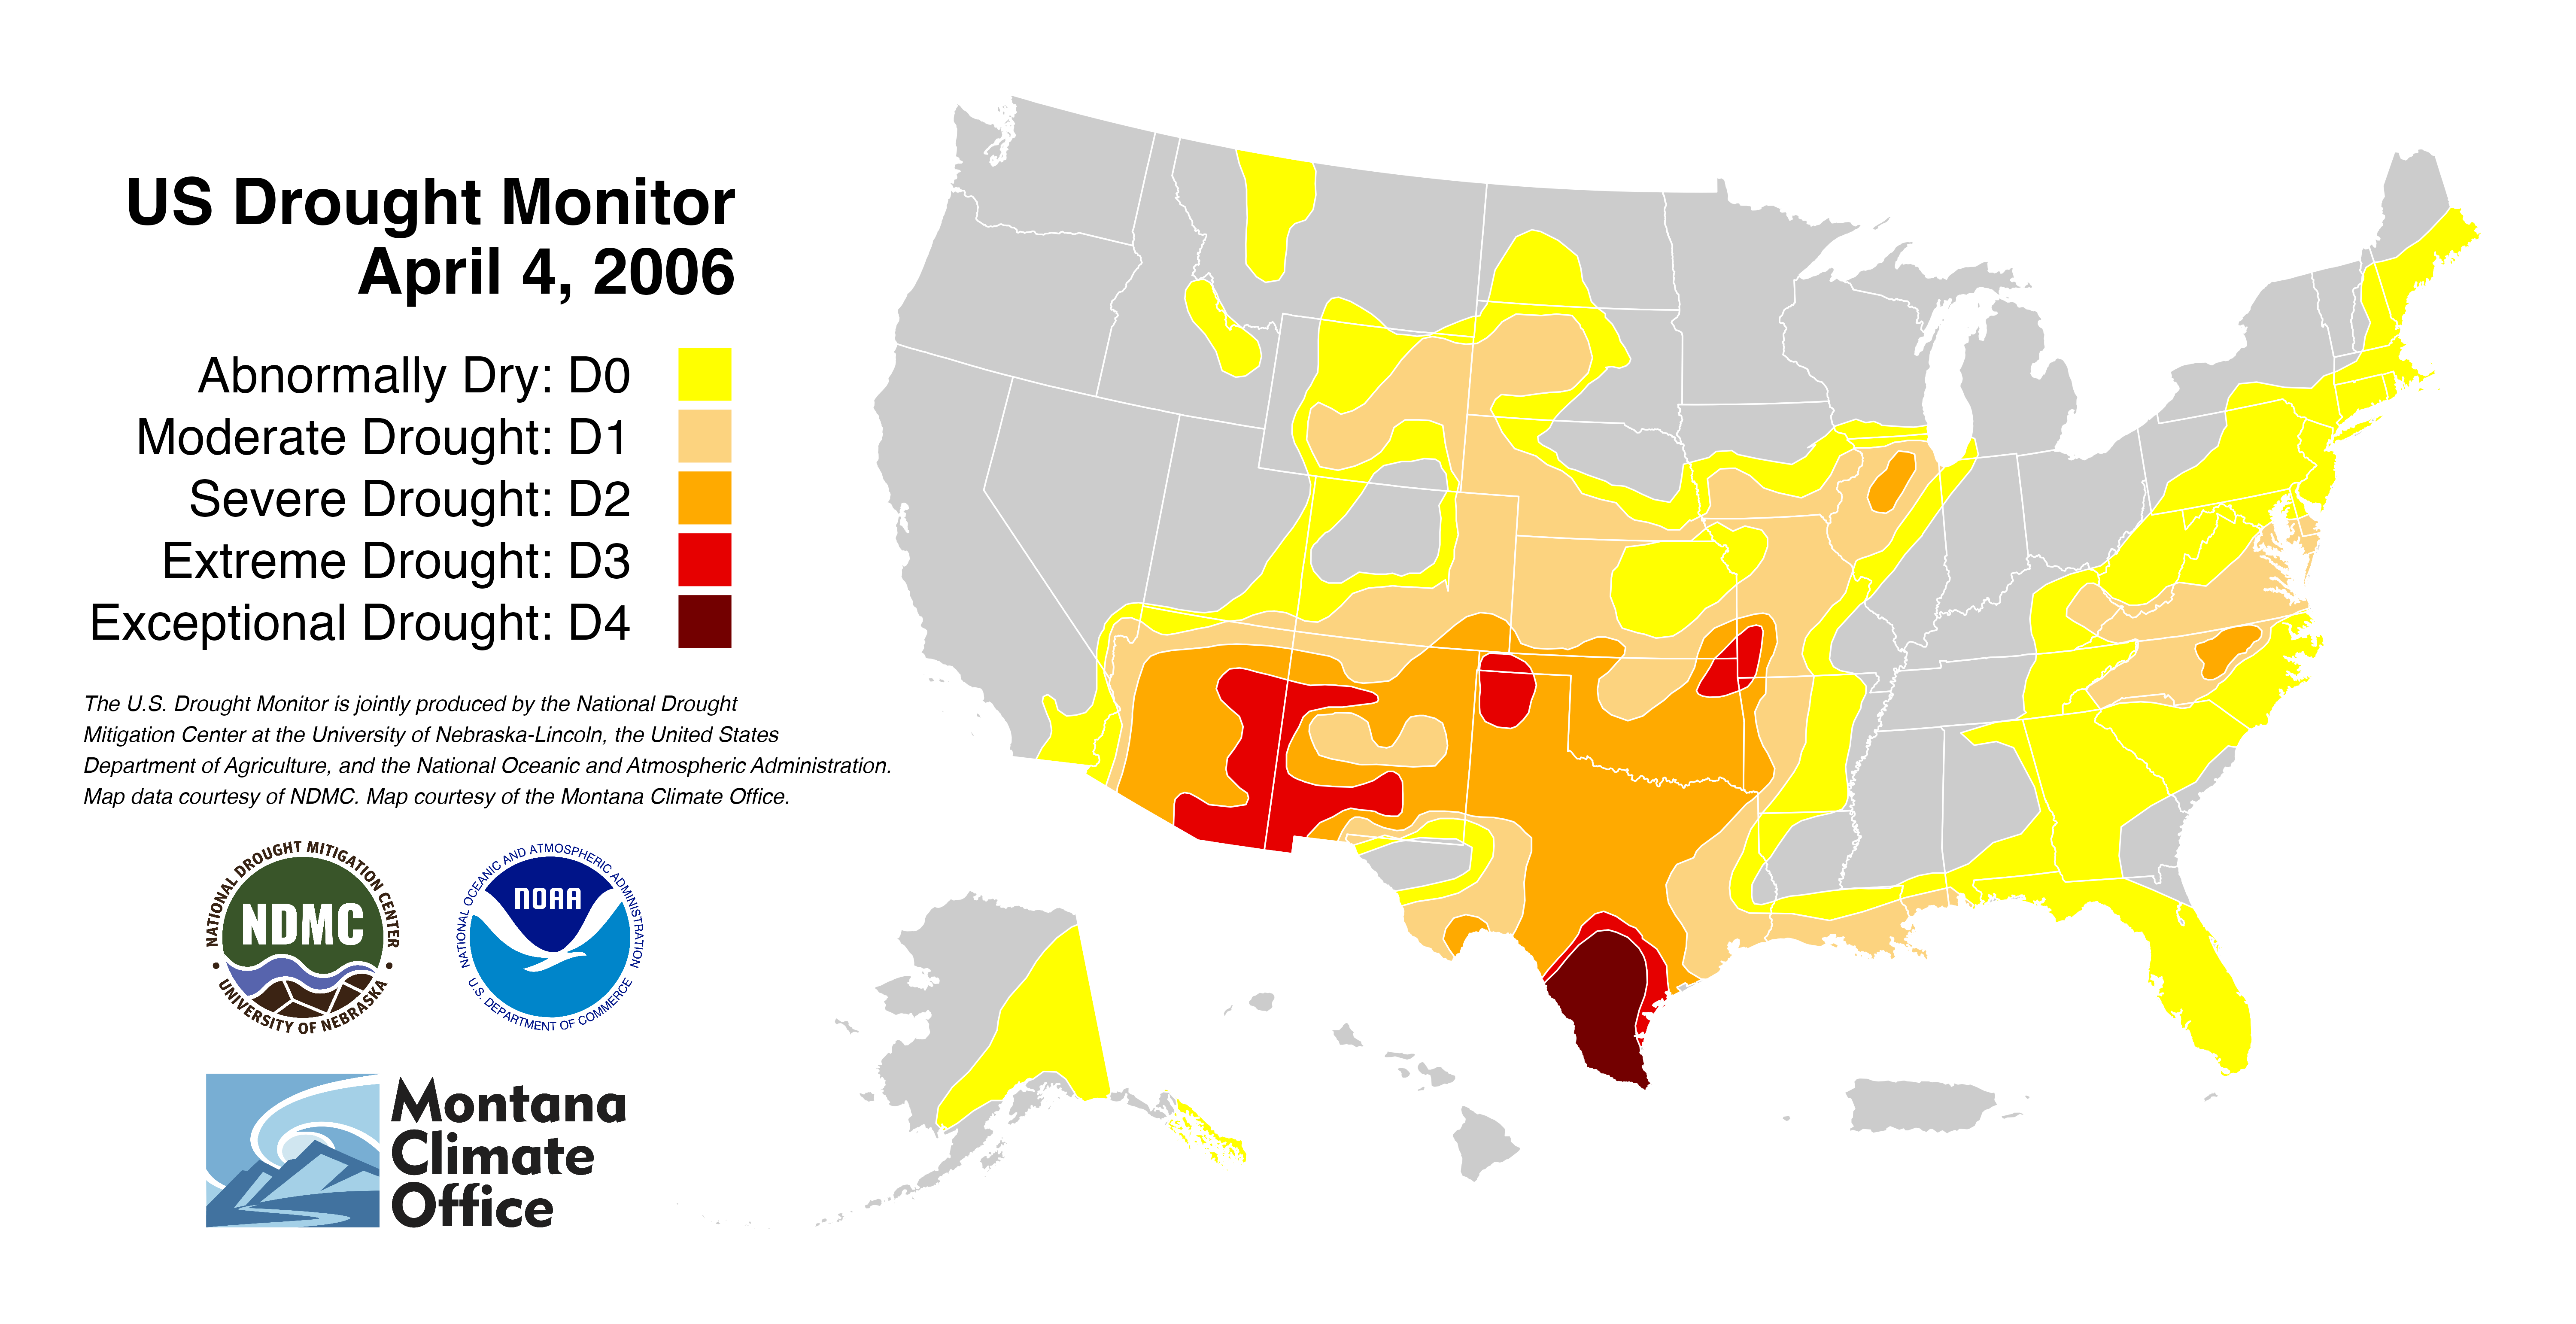 US Drought Monitor
April 4, 2006
Abnormally Dry: D0
Moderate Drought: D1
Severe Drought: D2
Extreme Drought: D3
Exceptional Drought: D4
The U.S. Drought Monitor is jointly produced by the National Drought
Mitigation Center at the University of Nebraska-Lincoln, the United States
Department of Agriculture, and the National Oceanic and Atmospheric Administration.
Map data courtesy of NDMC. Map courtesy of the Montana Climate Office.
NATIONAL DROUGHT MITIGATION CENTER
NDMC
• UNIVERSITY OF NEBRASKA •
NATIONAL OCEANIC AND ATMOSPHERIC ADMINISTRATION
NOAA
U.S. DEPARTMENT OF COMMERCE
Montana
Climate
Office